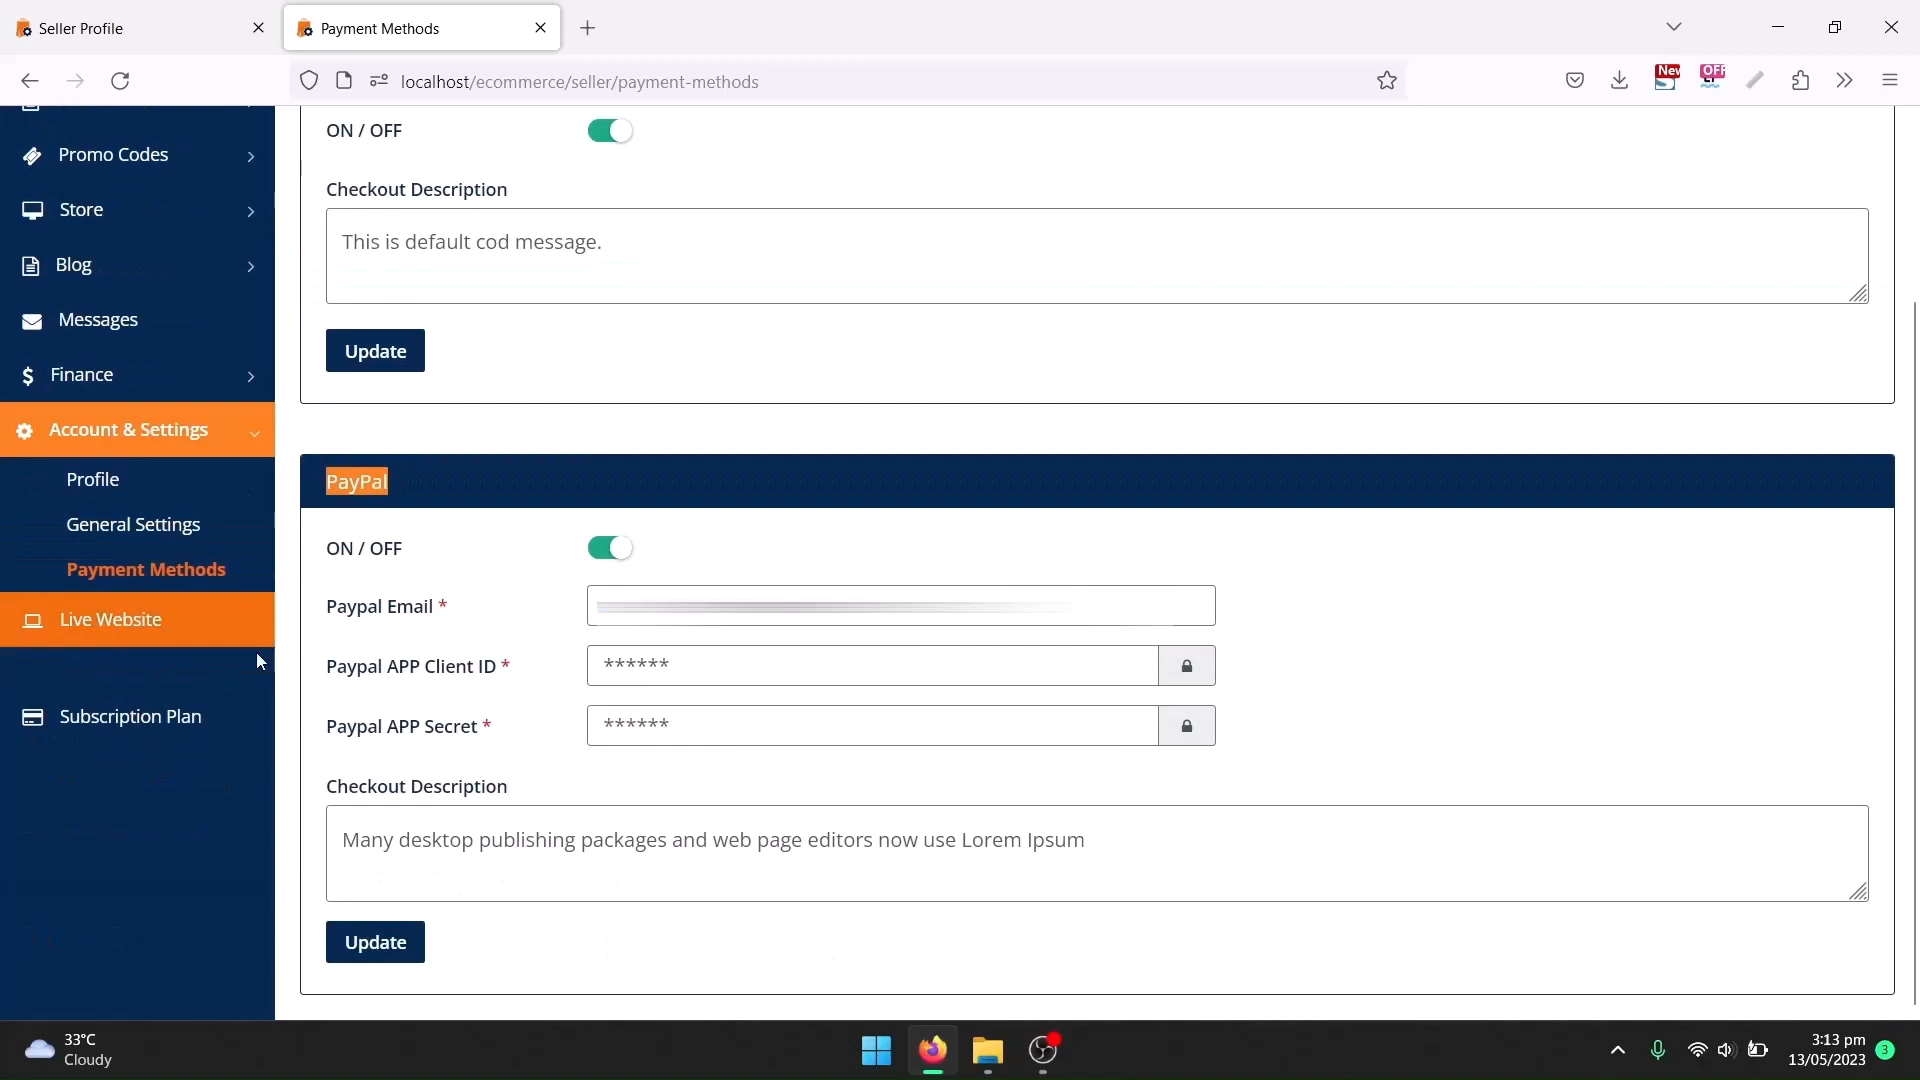 Seller Profile
Payment Methods
localhost/ecommerce/seller/payment-methods
New
OFF
Promo Codes
Store
Blog
Messages
Finance
Account & Settings
Profile
General Settings
Payment Methods
Live Website
Subscription Plan
ON / OFF
Checkout Description
This is default cod message.
Update
PayPal
ON / OFF
Paypal Email *
Paypal APP Client ID *
******
Paypal APP Secret *
******
Checkout Description
Many desktop publishing packages and web page editors now use Lorem Ipsum
Update
33°C
Cloudy
3:13 pm
13/05/2023
3